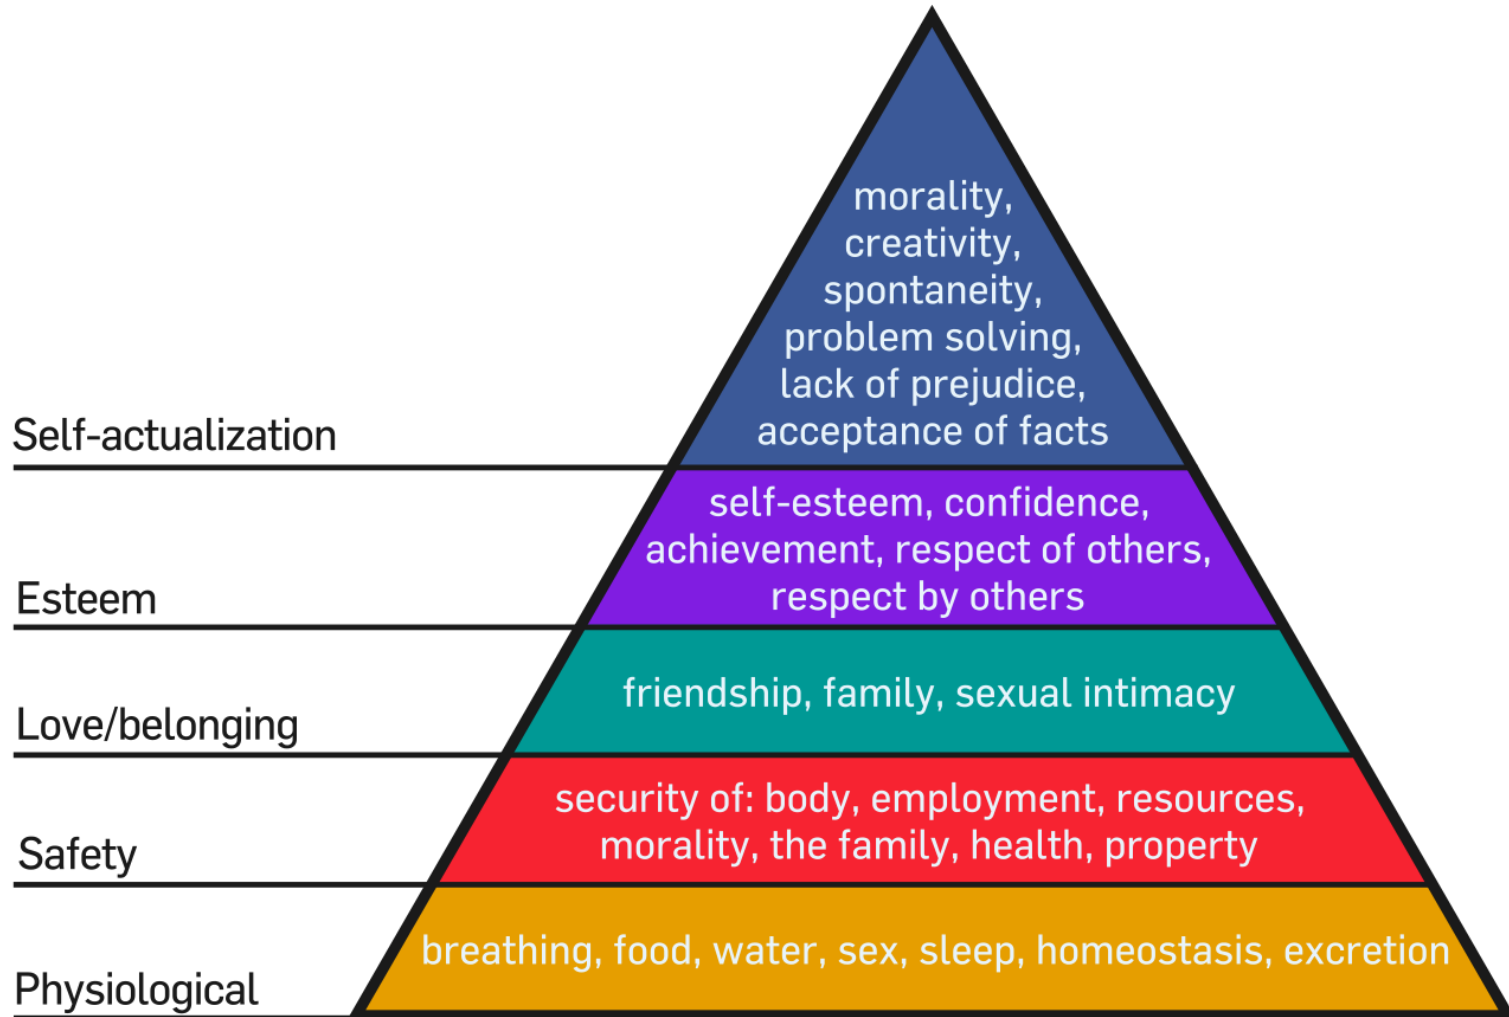 morality,
creativity,
spontaneity,
problem solving,
lack of prejudice,
acceptance of facts
Self-actualization
self-esteem, confidence,
achievement, respect of others,
respect by others
Esteem
friendship, family, sexual intimacy
Love/belonging
security of: body, employment, resources,
morality, the family, health, property
Safety
breathing, food, water, sex, sleep, homeostasis, excretion
Physiological